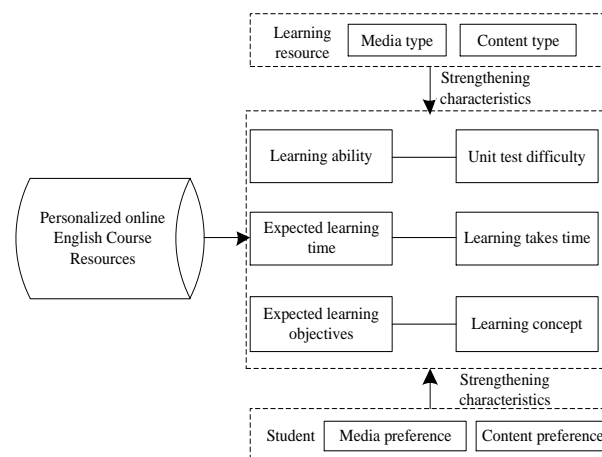 Learning
resource
Media type
Content type
Strengthening
characteristics
Learning ability
Unit test difficulty
Personalized online
English Course
Resources
Expected learning
time
Learning takes time
Expected learning
objectives
Learning concept
Strengthening
characteristics
Student
Media preference
Content preference